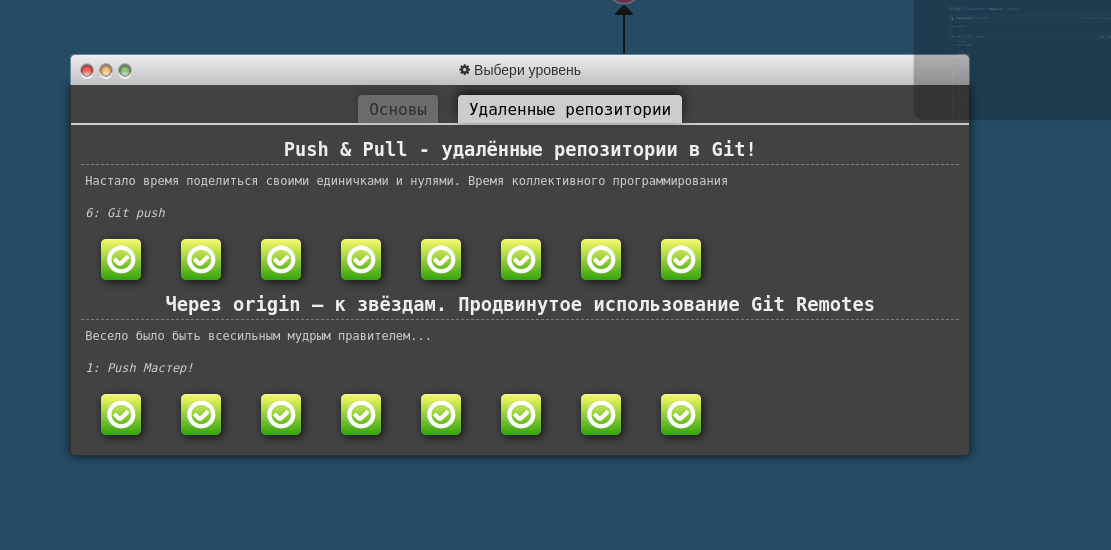 Выбери уровень
Основы
Удаленные репозитории
Push & Pull - удалённые репозитории в Git!
Настало время поделиться своими единичками и нулями. Время коллективного программирования
6: Git push
Через origin – к звёздам. Продвинутое использование Git Remotes
Весело было быть всесильным мудрым правителем...
1: Push Мастер!